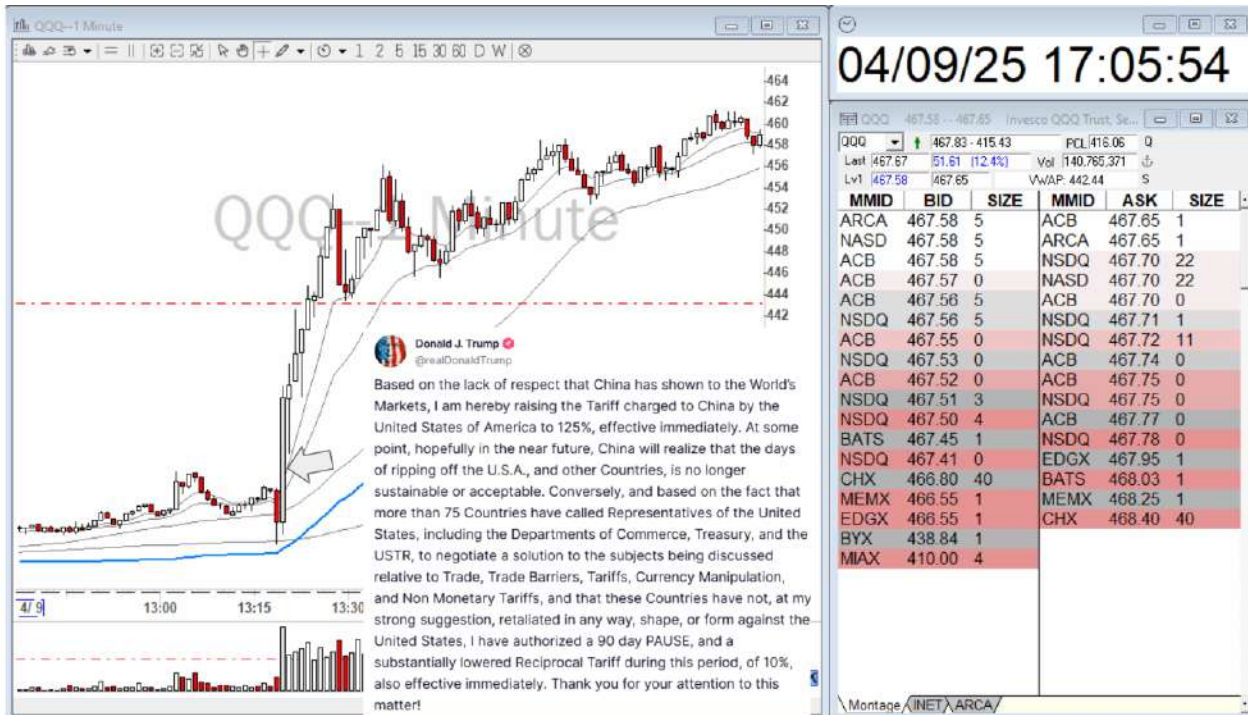 QQQ--1 Minute
1 2 5 15 30 60 D W
QQQ--1 Minute
464
462
460
458
456
454
452
450
448
446
444
442
4/ 9 13:00 13:15 13:30
Donald J. Trump
@realDonaldTrump
Based on the lack of respect that China has shown to the World's
Markets, I am hereby raising the Tariff charged to China by the
United States of America to 125%, effective immediately. At some
point, hopefully in the near future, China will realize that the days
of ripping off the U.S.A., and other Countries, is no longer
sustainable or acceptable. Conversely, and based on the fact that
more than 75 Countries have called Representatives of the United
States, including the Departments of Commerce, Treasury, and the
USTR, to negotiate a solution to the subjects being discussed
relative to Trade, Trade Barriers, Tariffs, Currency Manipulation,
and Non Monetary Tariffs, and that these Countries have not, at my
strong suggestion, retaliated in any way, shape, or form against the
United States, I have authorized a 90 day PAUSE, and a
substantially lowered Reciprocal Tariff during this period, of 10%,
also effective immediately. Thank you for your attention to this
matter!
04/09/25 17:05:54
QQQ 467.58 -- 467.65 Invesco QQQ Trust, Se...
QQQ 467.83 - 415.43 PCL 416.06 Q
Last 467.67 51.61 (12.4%) Vol 140,765,371
Lv1 467.58 467.65 VWAP: 442.44 S
MMID BID SIZE MMID ASK SIZE
ARCA 467.58 5 ACB 467.65 1
NASD 467.58 5 ARCA 467.65 1
ACB 467.58 5 NSDQ 467.70 22
ACB 467.57 0 NASD 467.70 22
ACB 467.56 5 ACB 467.70 0
NSDQ 467.56 5 NSDQ 467.71 1
ACB 467.55 0 NSDQ 467.72 11
NSDQ 467.53 0 ACB 467.74 0
ACB 467.52 0 ACB 467.75 0
NSDQ 467.51 3 NSDQ 467.75 0
NSDQ 467.50 4 ACB 467.77 0
BATS 467.45 1 NSDQ 467.78 0
NSDQ 467.41 0 EDGX 467.95 1
CHX 466.80 40 BATS 468.03 1
MEMX 466.55 1 MEMX 468.25 1
EDGX 466.55 1 CHX 468.40 40
BYX 438.84 1
MIAX 410.00 4
Montage INET ARCA